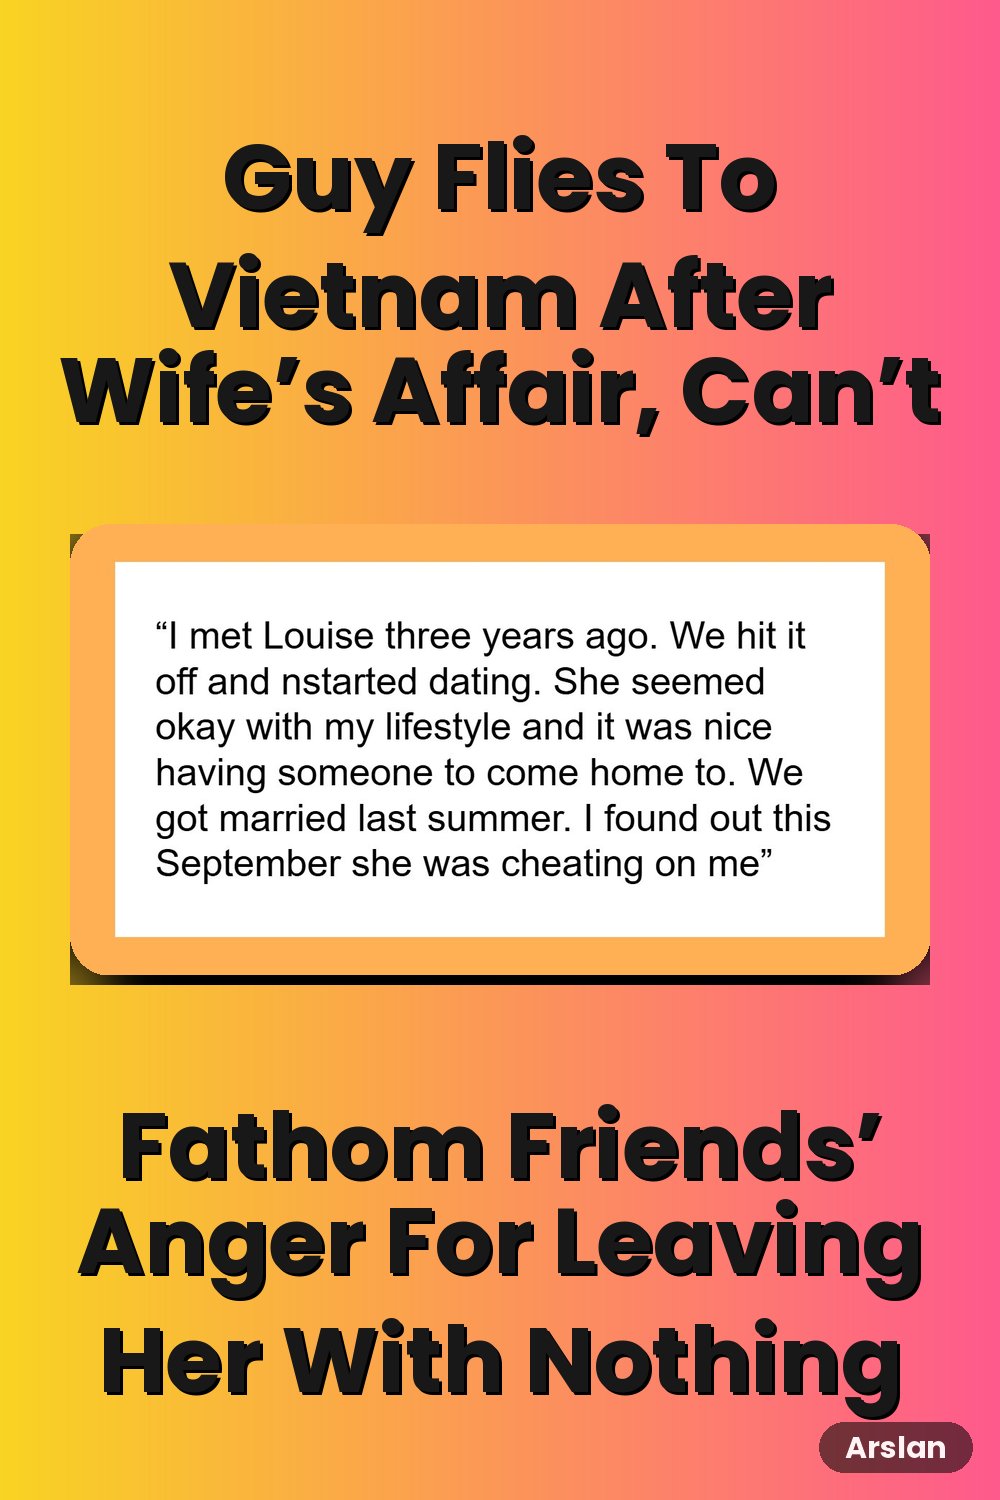 Guy Flies To
Vietnam After
Wife’s Affair, Can’t
“I met Louise three years ago. We hit it
off and nstarted dating. She seemed
okay with my lifestyle and it was nice
having someone to come home to. We
got married last summer. I found out this
September she was cheating on me”
Fathom Friends’
Anger For Leaving
Her With Nothing
Arslan